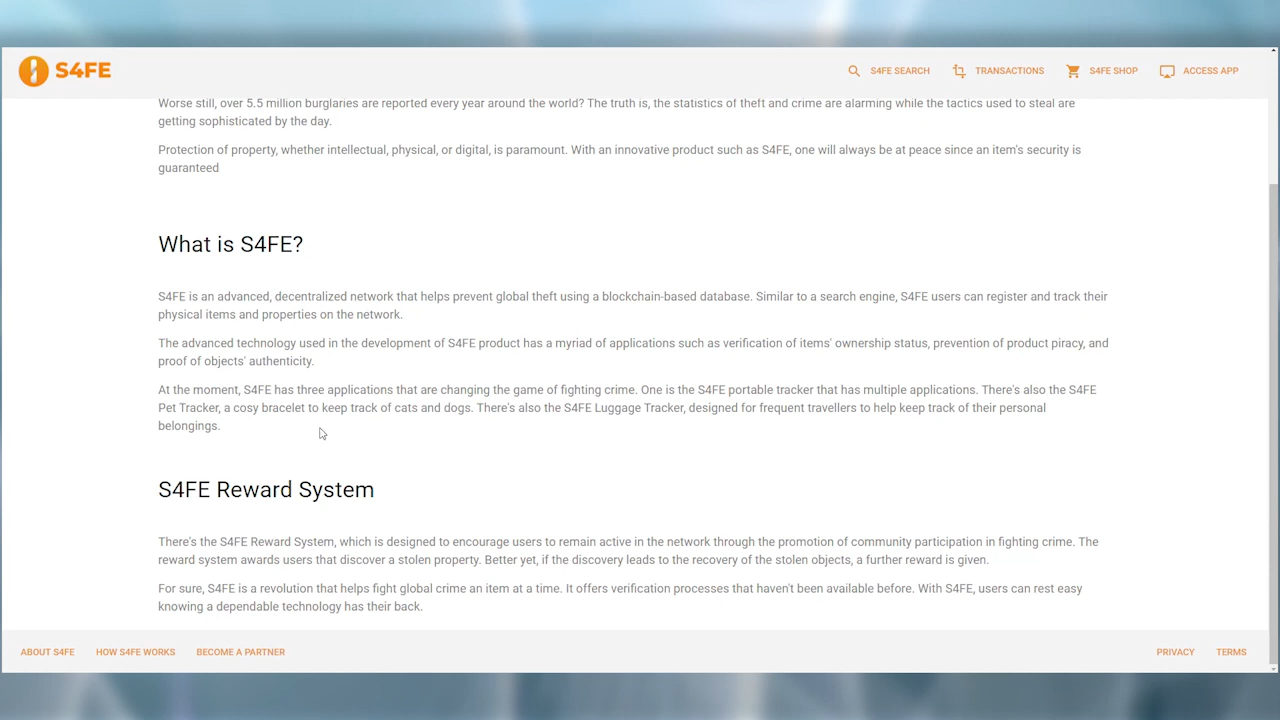 S4FE
S4FE SEARCH
TRANSACTIONS
S4FE SHOP
ACCESS APP
Worse still, over 5.5 million burglaries are reported every year around the world? The truth is, the statistics of theft and crime are alarming while the tactics used to steal are
getting sophisticated by the day.
Protection of property, whether intellectual, physical, or digital, is paramount. With an innovative product such as S4FE, one will always be at peace since an item's security is
guaranteed
What is S4FE?
S4FE is an advanced, decentralized network that helps prevent global theft using a blockchain-based database. Similar to a search engine, S4FE users can register and track their
physical items and properties on the network.
The advanced technology used in the development of S4FE product has a myriad of applications such as verification of items' ownership status, prevention of product piracy, and
proof of objects' authenticity.
At the moment, S4FE has three applications that are changing the game of fighting crime. One is the S4FE portable tracker that has multiple applications. There's also the S4FE
Pet Tracker, a cosy bracelet to keep track of cats and dogs. There's also the S4FE Luggage Tracker, designed for frequent travellers to help keep track of their personal
belongings.
S4FE Reward System
There's the S4FE Reward System, which is designed to encourage users to remain active in the network through the promotion of community participation in fighting crime. The
reward system awards users that discover a stolen property. Better yet, if the discovery leads to the recovery of the stolen objects, a further reward is given.
For sure, S4FE is a revolution that helps fight global crime an item at a time. It offers verification processes that haven't been available before. With S4FE, users can rest easy
knowing a dependable technology has their back.
ABOUT S4FE
HOW S4FE WORKS
BECOME A PARTNER
PRIVACY
TERMS